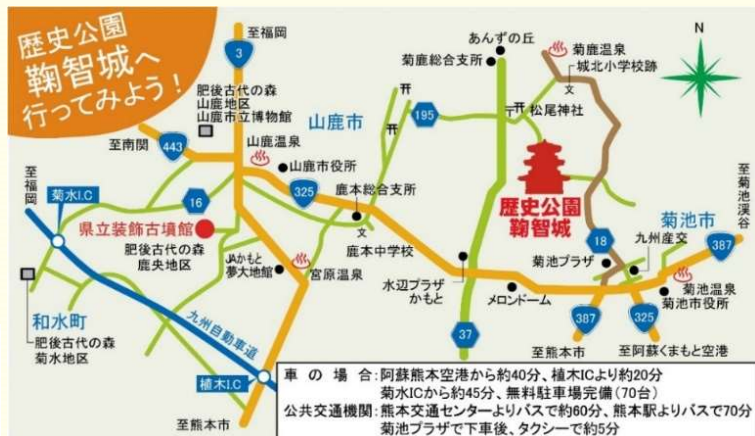 歴史公園
鞠智城へ
行ってみよう！
至福岡
3
肥後古代の森
山鹿地区
山鹿市立博物館
至南関
443
山鹿温泉
山鹿市役所
山鹿市
195
あんずの丘
菊鹿総合支所
菊鹿温泉
城北小学校跡
文
松尾神社
N
至福岡
菊水I.C
16
325
鹿本総合支所
文
鹿本中学校
歴史公園
鞠智城
県立装飾古墳館
肥後古代の森
鹿央地区
JAかもと
夢大地館
宮原温泉
水辺プラザ
かもと
メロンドーム
18
菊池プラザ
菊池市
九州産交
至菊池渓谷
387
菊池温泉
菊池市役所
和水町
肥後古代の森
菊水地区
九州自動車道
植木I.C
至熊本市
37
387
325
至熊本市
至阿蘇くまもと空港
車の場合:阿蘇熊本空港から約40分、植木ICより約20分
菊水ICから約45分、無料駐車場完備(70台)
公共交通機関:熊本交通センターよりバスで約60分、熊本駅よりバスで70分
菊池プラザで下車後、タクシーで約5分